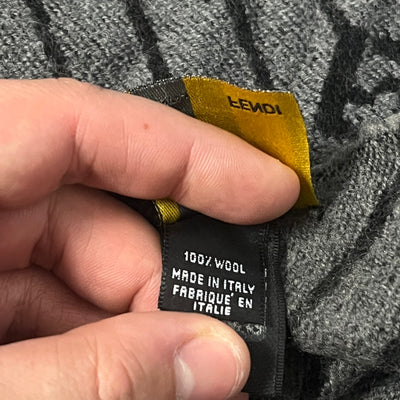 FENDI
100% WOOL
MADE IN ITALY
FABRIQUE' EN
ITALIE